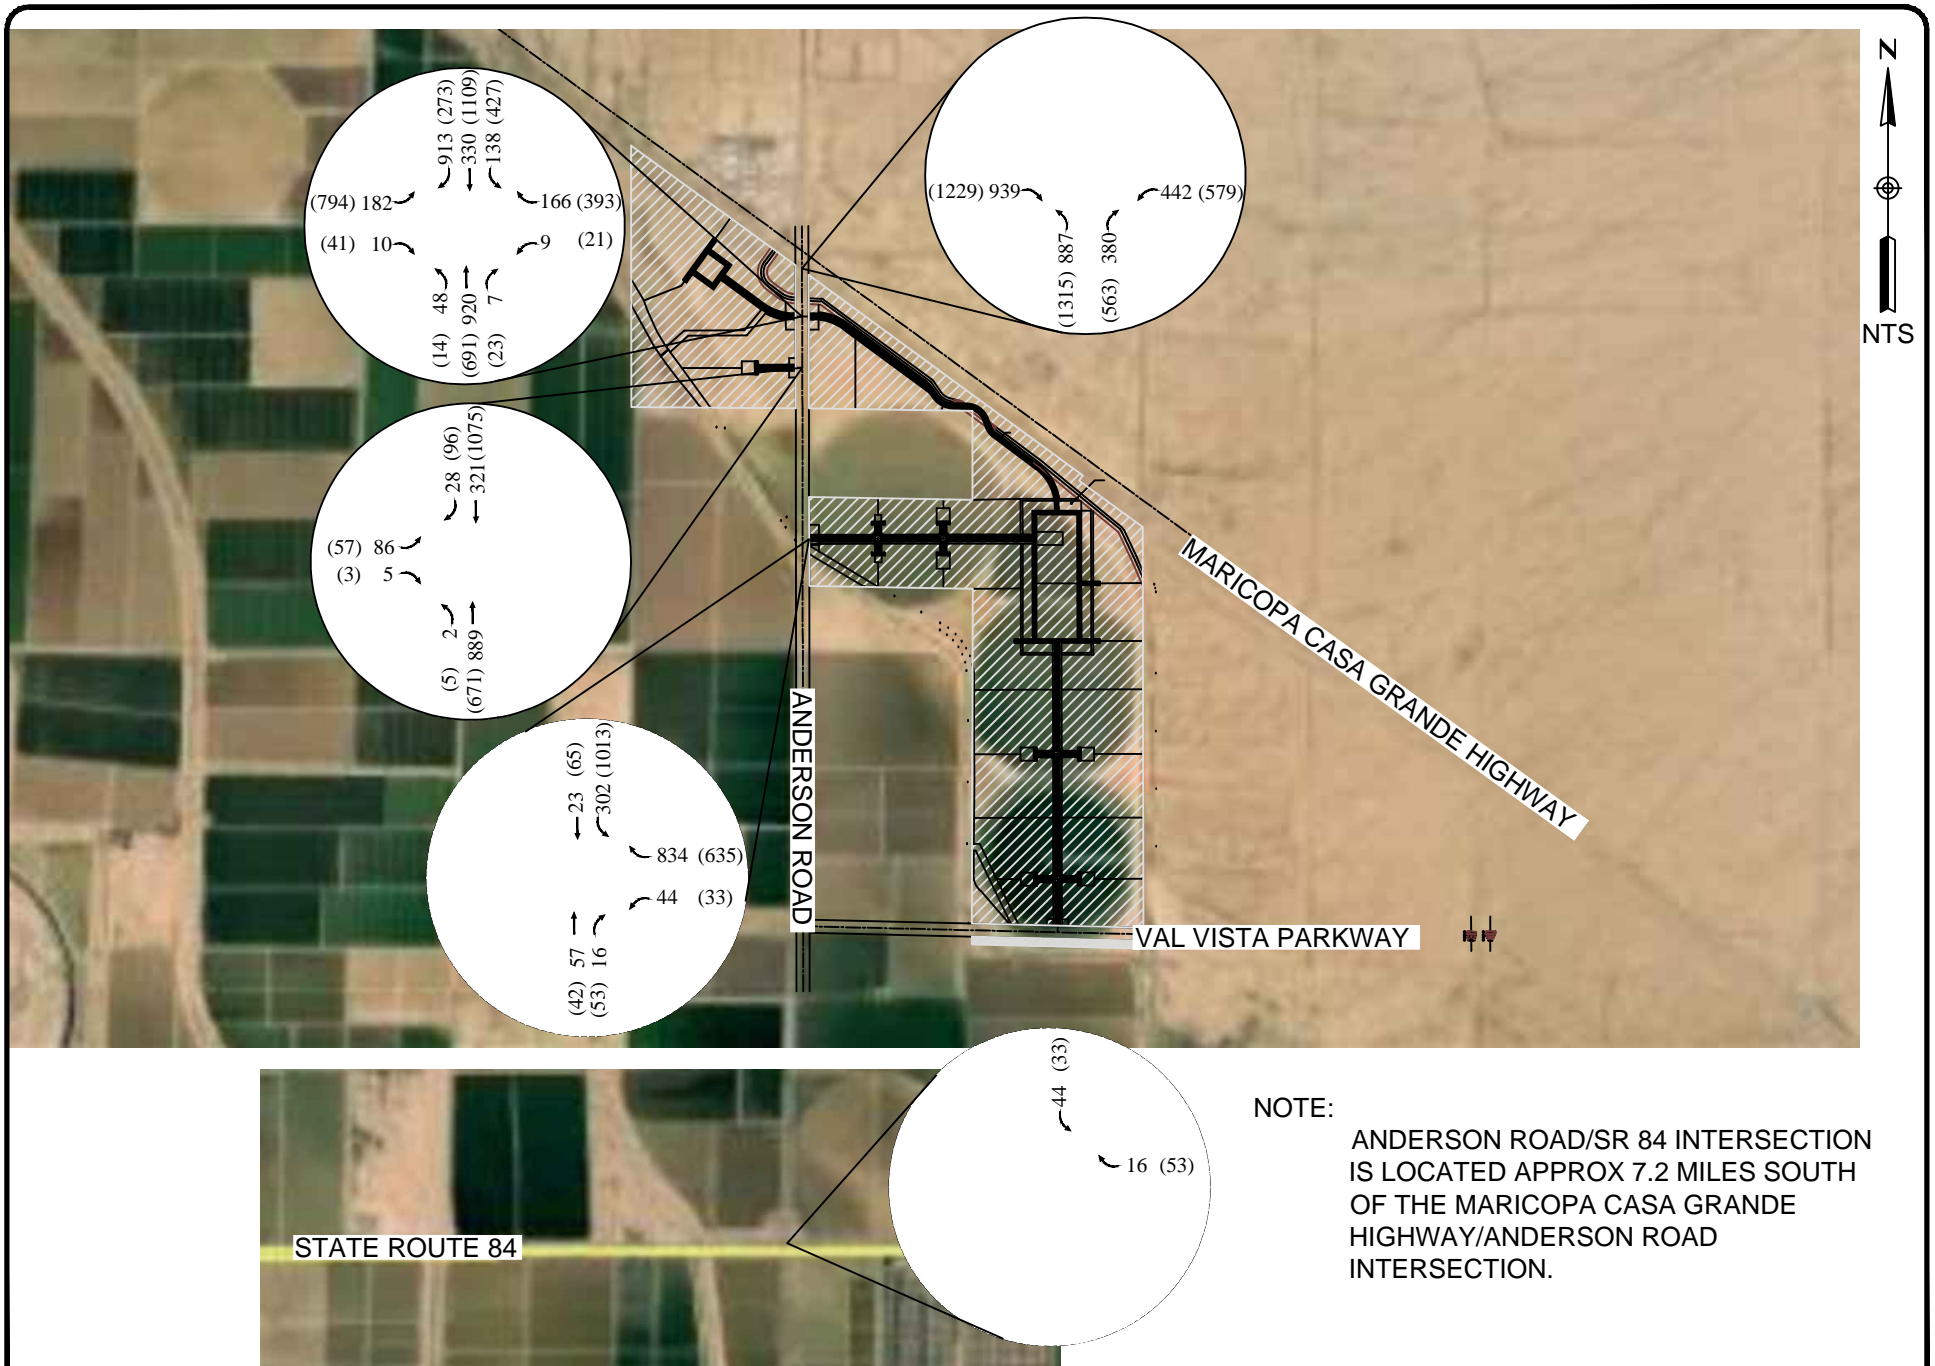 N
NTS
913 (273)
330 (1109)
138 (427)
(794) 182
166 (393)
(41) 10
9 (21)
(14) 48
(691) 920
(23) 7
(1229) 939
442 (579)
(1315) 887
(563) 380
28 (96)
321 (1075)
(57) 86
(3) 5
(5) 2
(671) 889
23 (65)
302 (1013)
834 (635)
44 (33)
(42) 57
(53) 16
MARICOPA CASA GRANDE HIGHWAY
ANDERSON ROAD
VAL VISTA PARKWAY
44 (33)
16 (53)
STATE ROUTE 84
NOTE:
ANDERSON ROAD/SR 84 INTERSECTION
IS LOCATED APPROX 7.2 MILES SOUTH
OF THE MARICOPA CASA GRANDE
HIGHWAY/ANDERSON ROAD
INTERSECTION.